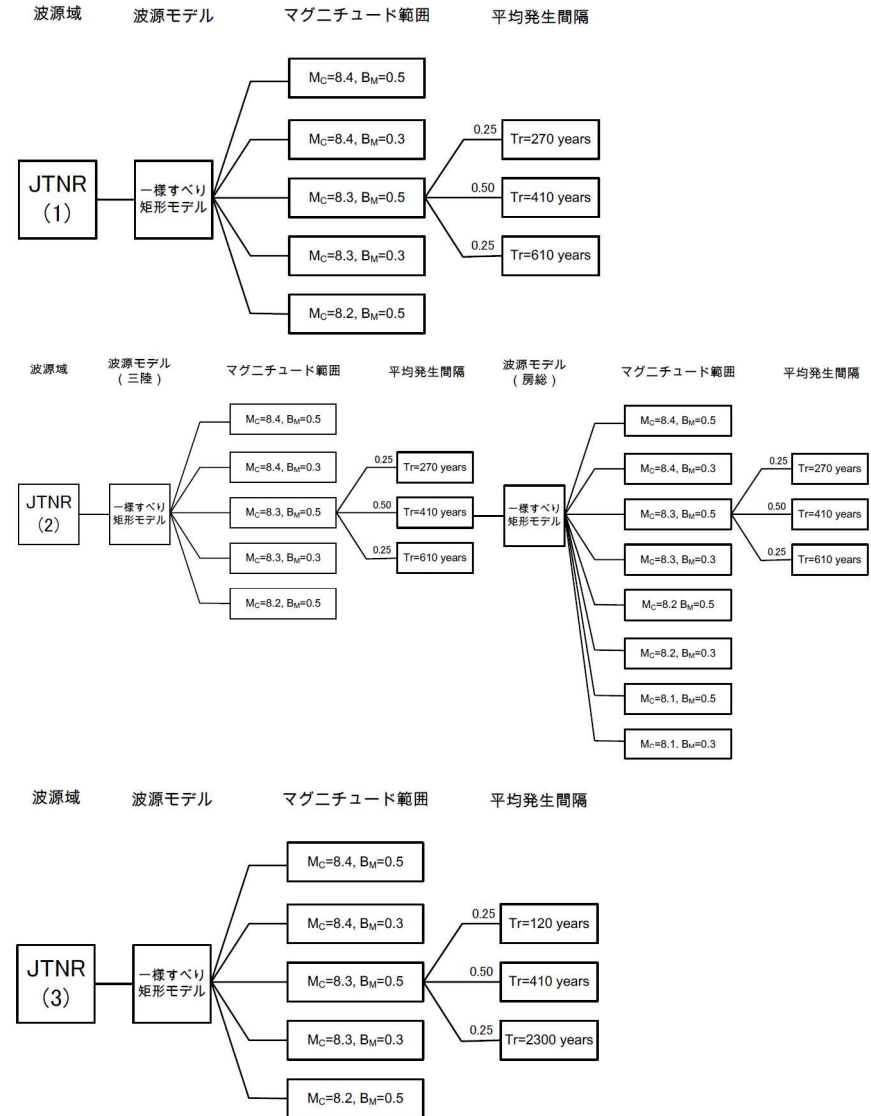 波源域 波源モデル マグニチュード範囲 平均発生間隔
MC=8.4, BM=0.5
MC=8.4, BM=0.3
0.25 Tr=270 years
JTNR
(1)
一様すべり
矩形モデル
MC=8.3, BM=0.5
0.50 Tr=410 years
MC=8.3, BM=0.3
0.25 Tr=610 years
MC=8.2, BM=0.5
波源域 波源モデル
(三陸)
マグニチュード範囲 平均発生間隔 波源モデル
(房総)
マグニチュード範囲 平均発生間隔
MC=8.4, BM=0.5
MC=8.4, BM=0.3
0.25 Tr=270 years
JTNR
(2)
一様すべり
矩形モデル
MC=8.3, BM=0.5
0.50 Tr=410 years
MC=8.3, BM=0.3
0.25 Tr=610 years
MC=8.2, BM=0.5
一様すべり
矩形モデル
MC=8.4, BM=0.5
MC=8.4, BM=0.3
0.25 Tr=270 years
MC=8.3, BM=0.5
0.50 Tr=410 years
MC=8.3, BM=0.3
0.25 Tr=610 years
MC=8.2 BM=0.5
MC=8.2, BM=0.3
MC=8.1, BM=0.5
MC=8.1, BM=0.3
波源域 波源モデル マグニチュード範囲 平均発生間隔
MC=8.4, BM=0.5
MC=8.4, BM=0.3
0.25 Tr=120 years
JTNR
(3)
一様すべり
矩形モデル
MC=8.3, BM=0.5
0.50 Tr=410 years
MC=8.3, BM=0.3
0.25 Tr=2300 years
MC=8.2, BM=0.5